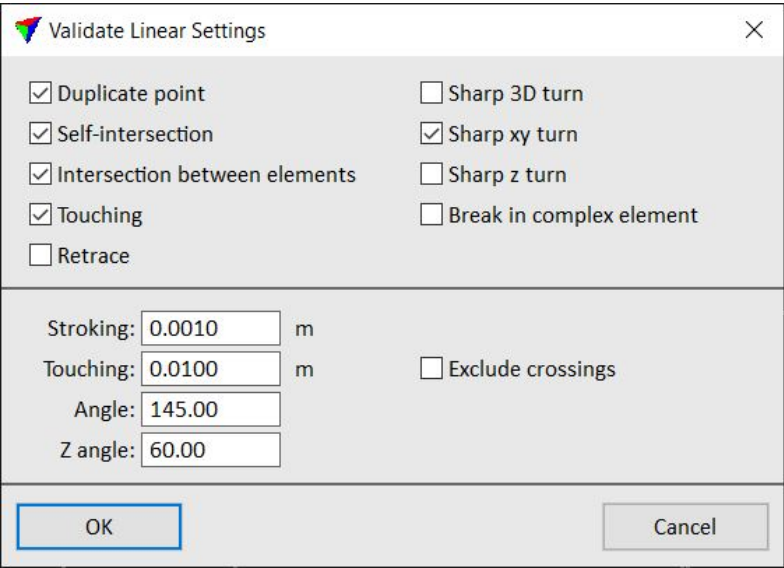 Validate Linear Settings
Duplicate point
Sharp 3D turn
Self-intersection
Sharp xy turn
Intersection between elements
Sharp z turn
Touching
Break in complex element
Retrace
Stroking: 0.0010 m
Touching: 0.0100 m
Exclude crossings
Angle: 145.00
Z angle: 60.00
OK
Cancel